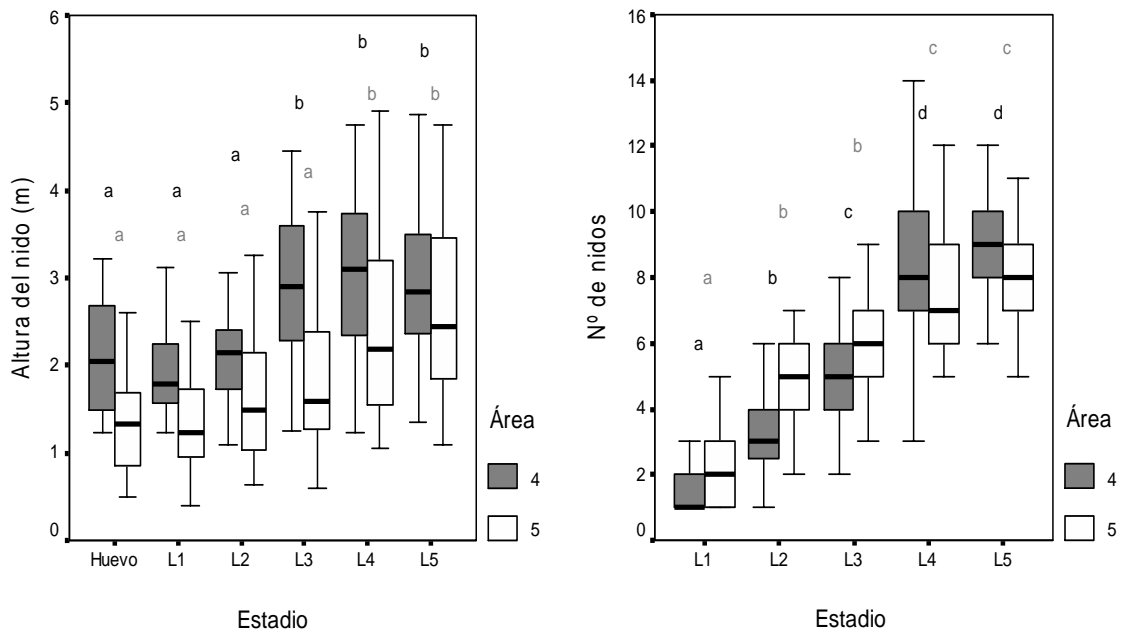 6
5
4
3
2
1
0
Altura del nido (m)
a
a
a
a
a
a
b
a
b
b
b
b
Huevo L1 L2 L3 L4 L5
Estadio
Área
4
5
16
14
12
10
8
6
4
2
0
Nº de nidos
a
a
b
b
b
c
c
d
c
d
L1 L2 L3 L4 L5
Estadio
Área
4
5